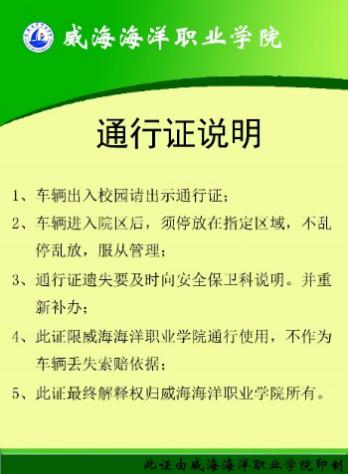 威海海洋职业学院
通行证说明
1、车辆出入校园请出示通行证;
2、车辆进入院区后，须停放在指定区域，不乱
停乱放，服从管理;
3、通行证遗失要及时向安全保卫科说明。并重
新补办;
4、此证限威海海洋职业学院通行使用，不作为
车辆丢失索赔依据;
5、此证最终解释权归威海海洋职业学院所有。
此证由威海海洋职业学院印制